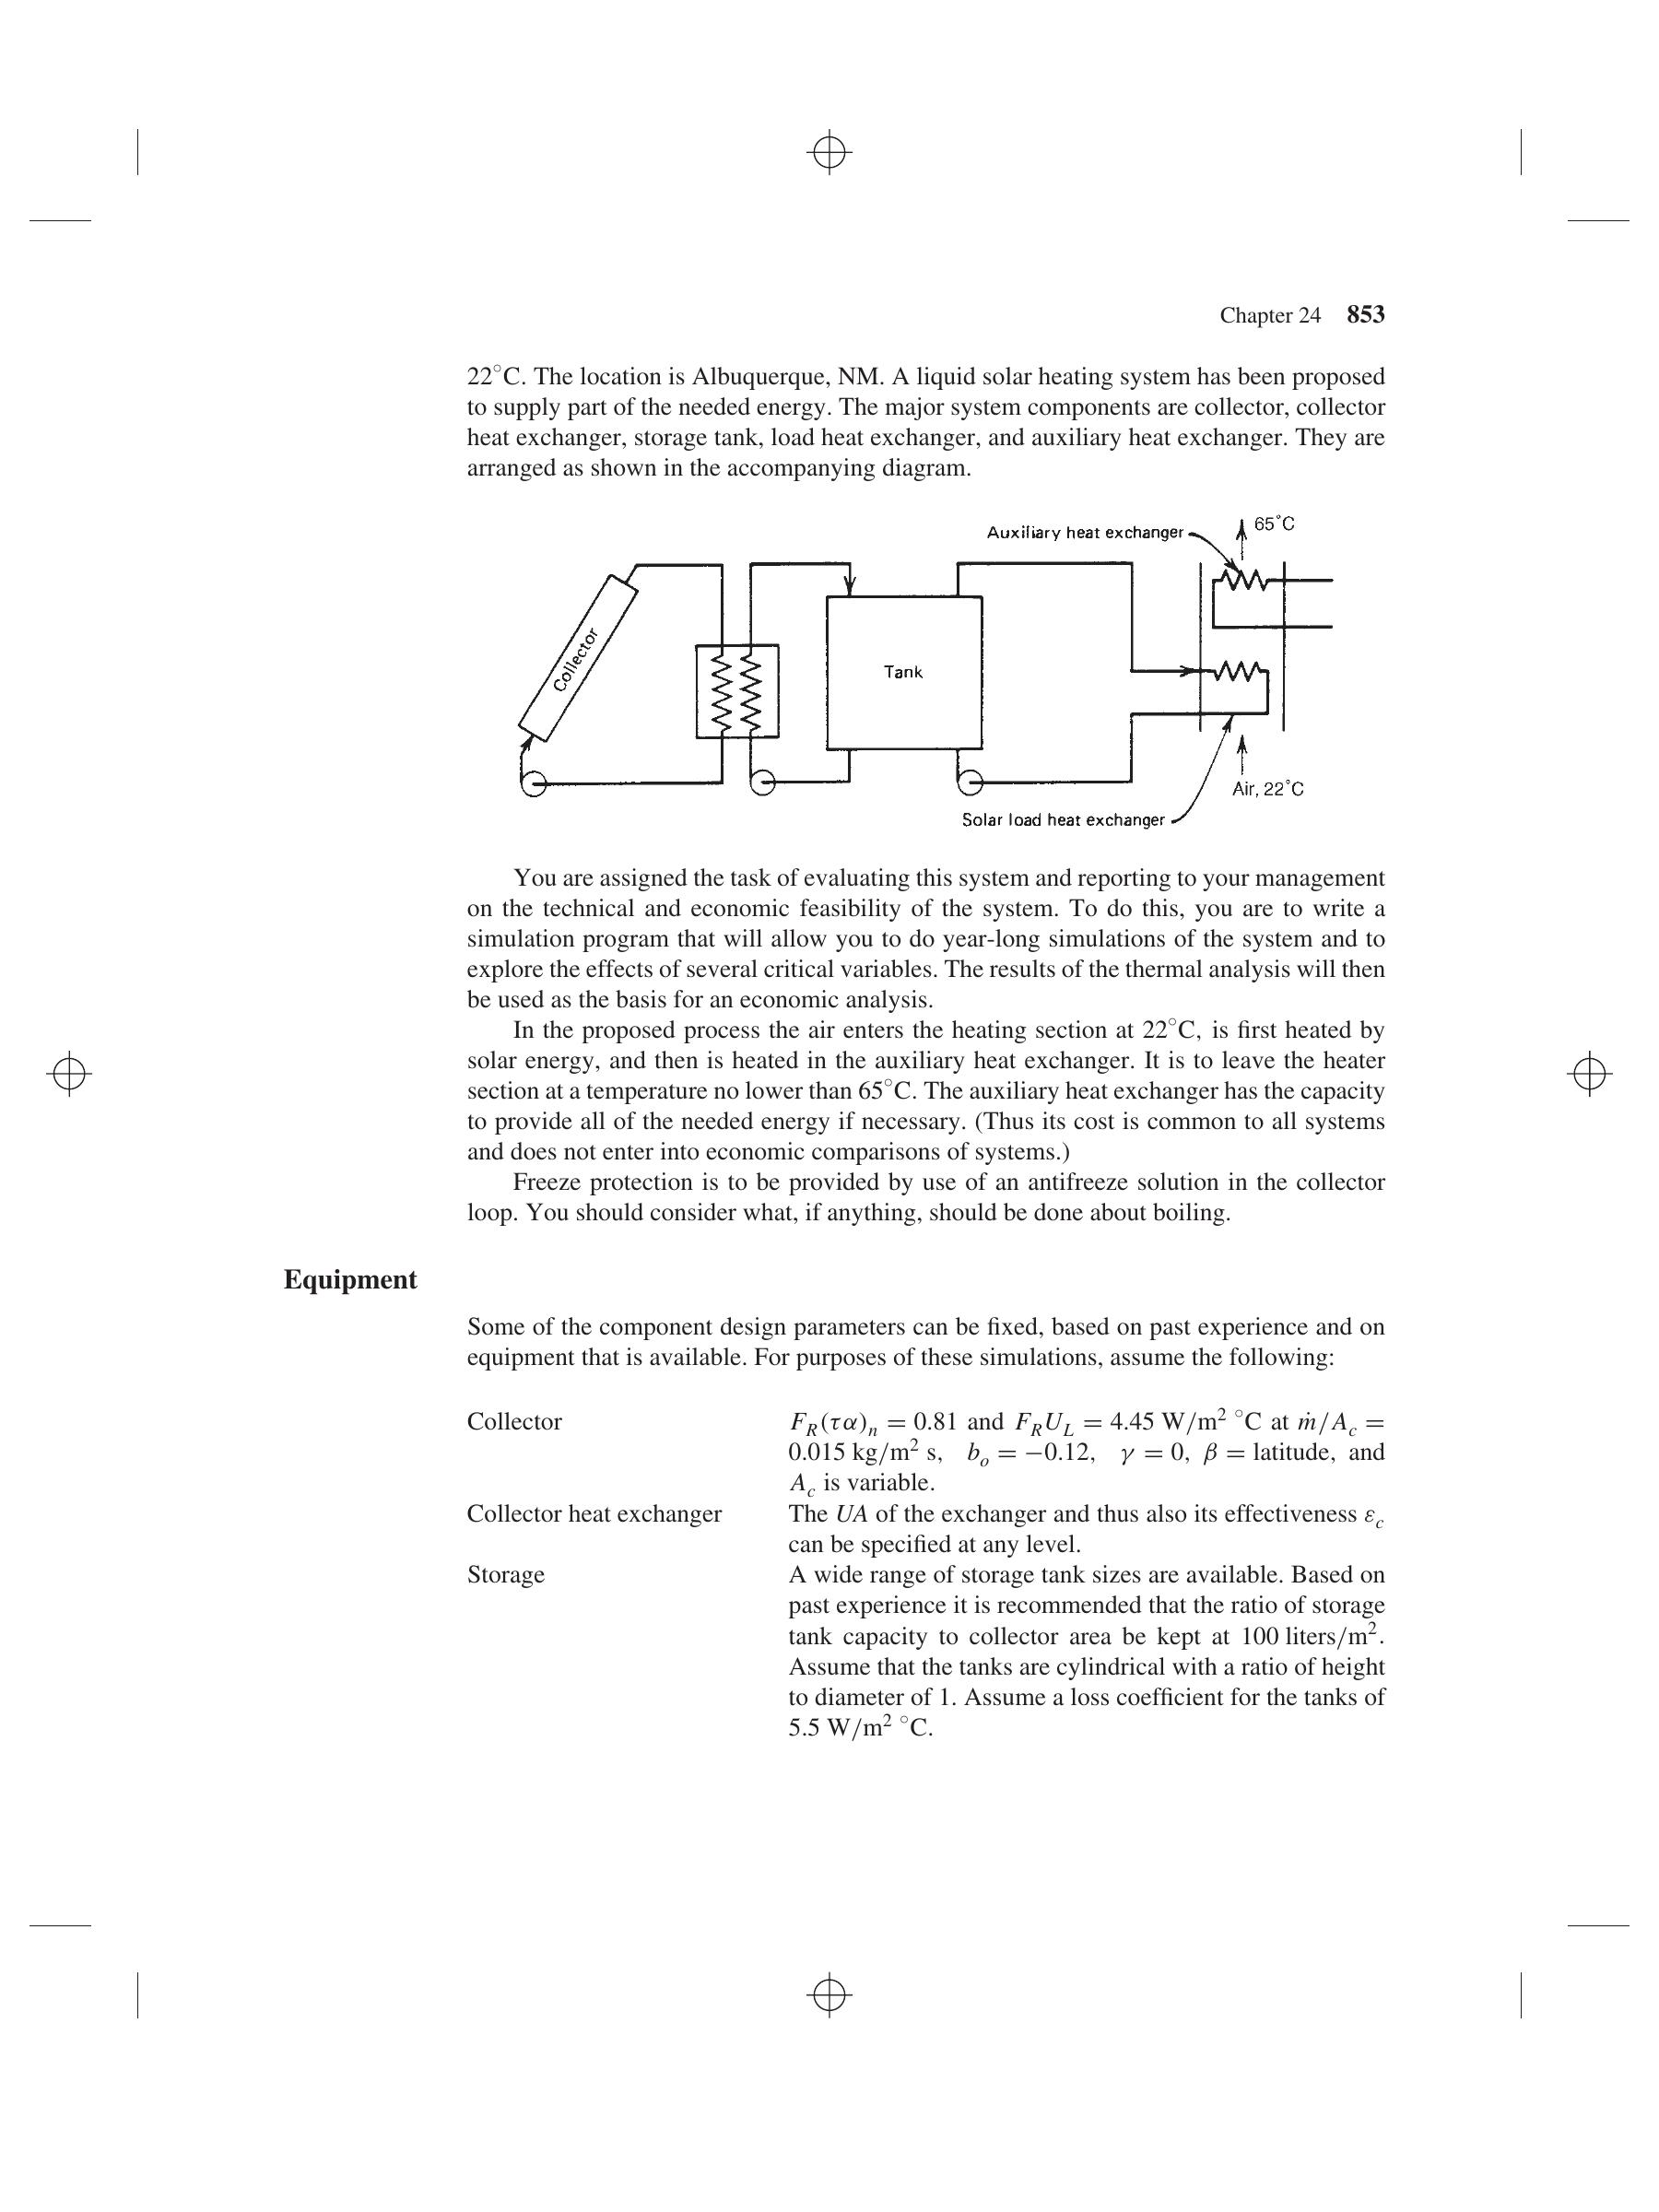 Chapter 24 853
22°C. The location is Albuquerque, NM. A liquid solar heating system has been proposed
to supply part of the needed energy. The major system components are collector, collector
heat exchanger, storage tank, load heat exchanger, and auxiliary heat exchanger. They are
arranged as shown in the accompanying diagram.
Auxiliary heat exchanger
65°C
Collector
Tank
Air, 22°C
Solar load heat exchanger
You are assigned the task of evaluating this system and reporting to your management
on the technical and economic feasibility of the system. To do this, you are to write a
simulation program that will allow you to do year-long simulations of the system and to
explore the effects of several critical variables. The results of the thermal analysis will then
be used as the basis for an economic analysis.
In the proposed process the air enters the heating section at 22°C, is first heated by
solar energy, and then is heated in the auxiliary heat exchanger. It is to leave the heater
section at a temperature no lower than 65°C. The auxiliary heat exchanger has the capacity
to provide all of the needed energy if necessary. (Thus its cost is common to all systems
and does not enter into economic comparisons of systems.)
Freeze protection is to be provided by use of an antifreeze solution in the collector
loop. You should consider what, if anything, should be done about boiling.
Equipment
Some of the component design parameters can be fixed, based on past experience and on
equipment that is available. For purposes of these simulations, assume the following:
Collector F_R(τα)_n = 0.81 and F_R U_L = 4.45 W/m² °C at ṁ/A_c =
0.015 kg/m² s, b_o = −0.12, γ = 0, β = latitude, and
A_c is variable.
Collector heat exchanger The UA of the exchanger and thus also its effectiveness ε_c
can be specified at any level.
Storage A wide range of storage tank sizes are available. Based on
past experience it is recommended that the ratio of storage
tank capacity to collector area be kept at 100 liters/m².
Assume that the tanks are cylindrical with a ratio of height
to diameter of 1. Assume a loss coefficient for the tanks of
5.5 W/m² °C.